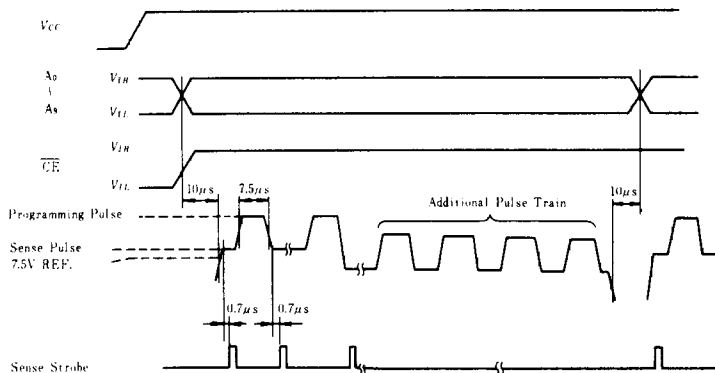 VCC
A0 VIH
≀
A9 VIL
VIH
CE
VIL
10μs 7.5μs Additional Pulse Train 10μs
Programming Pulse
Sense Pulse
7.5V REF.
0.7μs 0.7μs
Sense Strobe